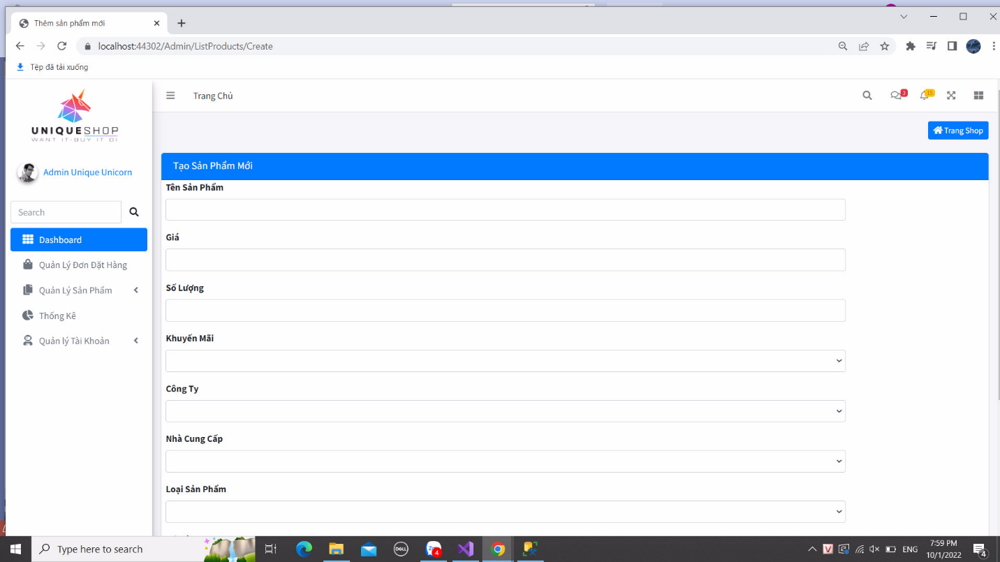 Thêm sản phẩm mới
localhost:44302/Admin/ListProducts/Create
Tệp đã tải xuống
UNIQUESHOP
WANT IT-BUY IT ĐI
Admin Unique Unicorn
Search
Dashboard
Quản Lý Đơn Đặt Hàng
Quản Lý Sản Phẩm
Thống Kê
Quản lý Tài Khoản
Trang Chủ
3
15
Trang Shop
Tạo Sản Phẩm Mới
Tên Sản Phẩm
Giá
Số Lượng
Khuyến Mãi
Công Ty
Nhà Cung Cấp
Loại Sản Phẩm
Type here to search
DELL
4
ENG
7:59 PM
10/1/2022
4